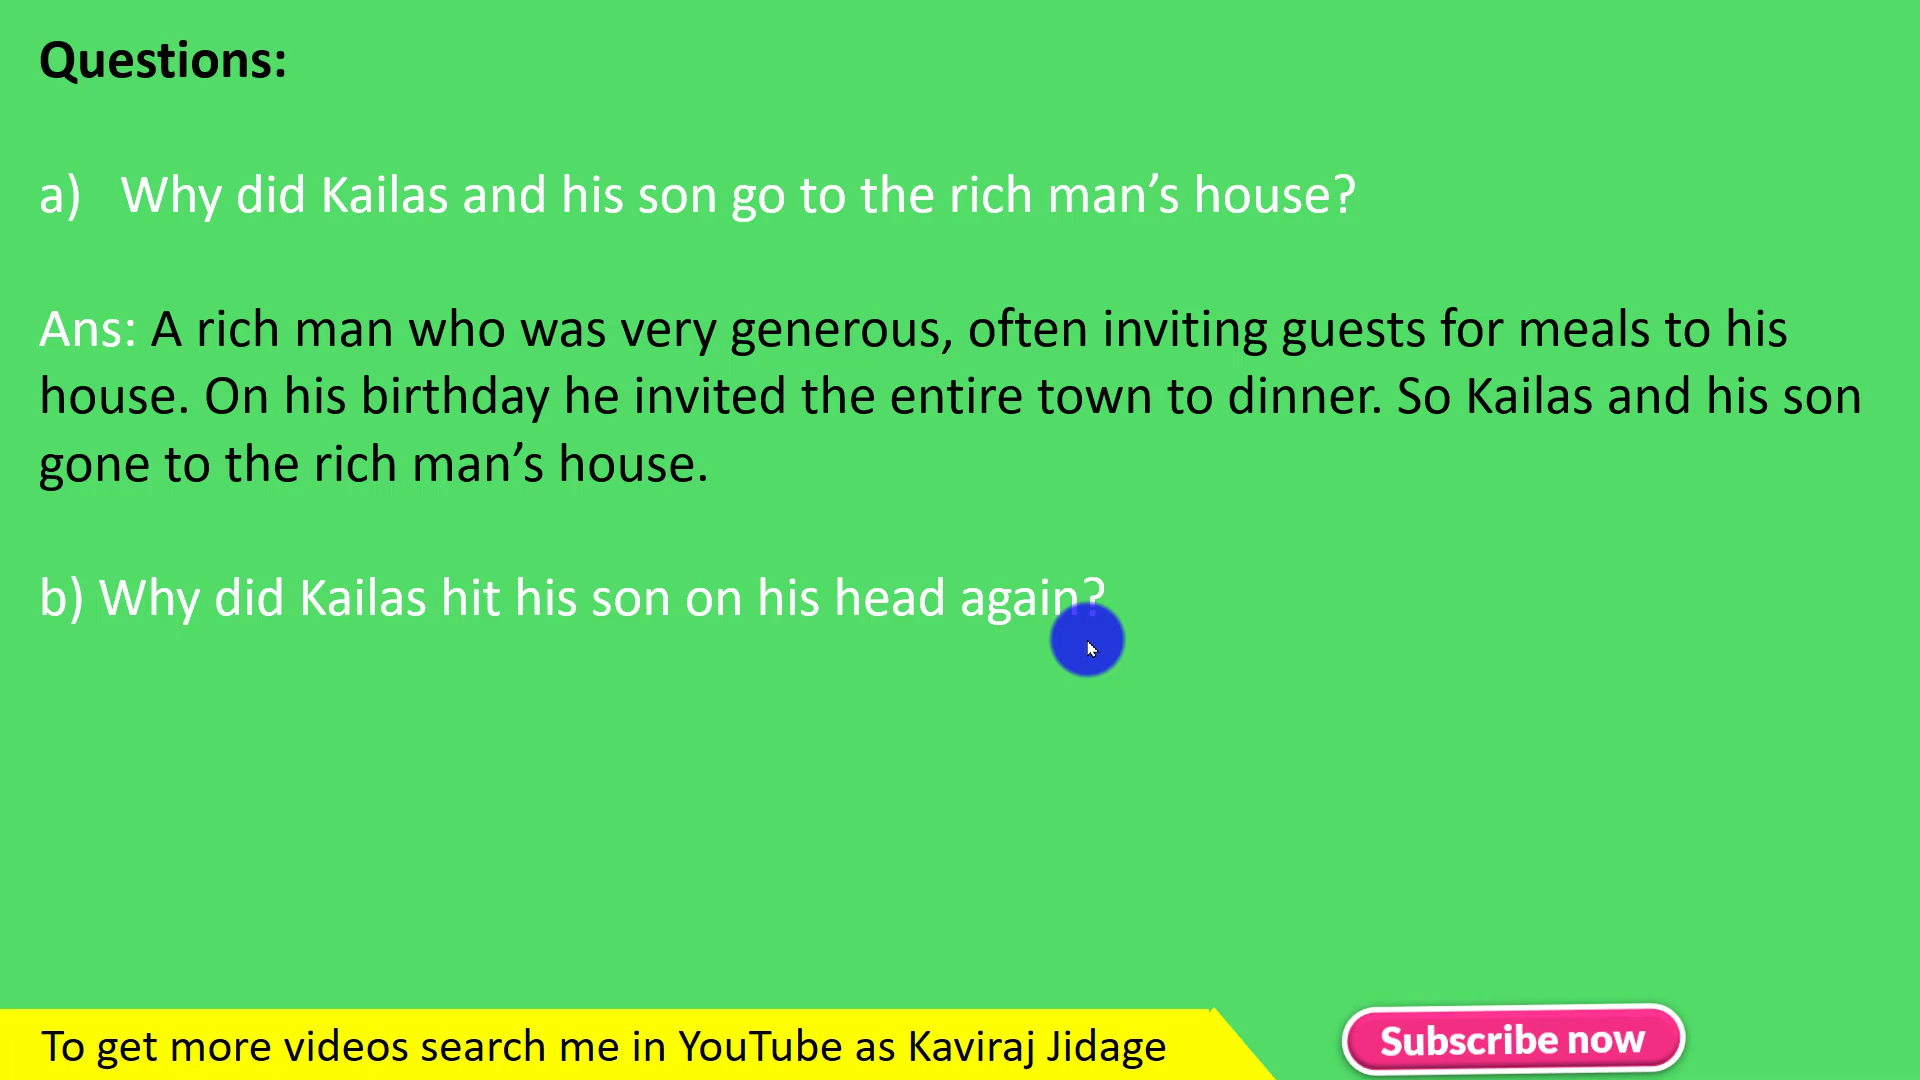 Questions:
a) Why did Kailas and his son go to the rich man’s house?
Ans: A rich man who was very generous, often inviting guests for meals to his
house. On his birthday he invited the entire town to dinner. So Kailas and his son
gone to the rich man’s house.
b) Why did Kailas hit his son on his head again?
To get more videos search me in YouTube as Kaviraj Jidage
Subscribe now